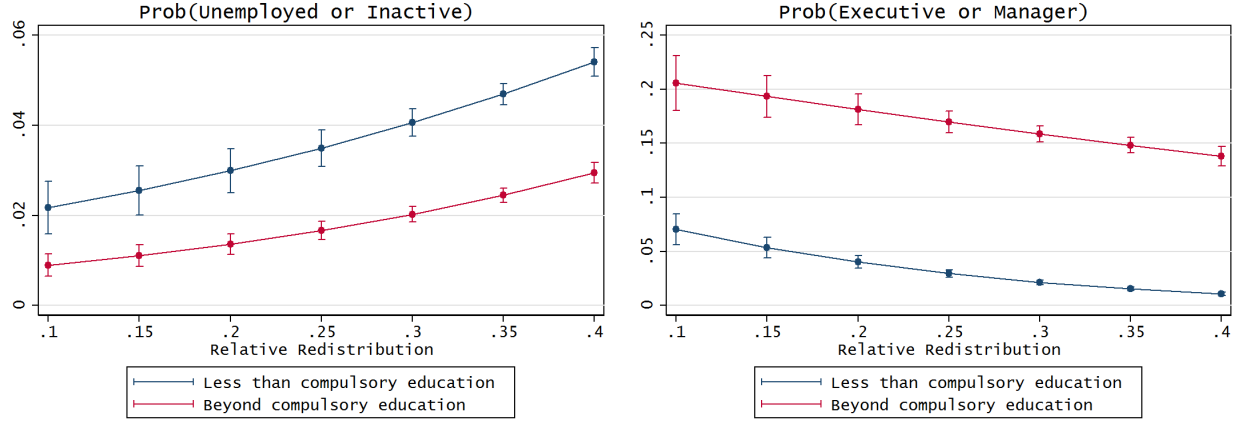 Prob(Unemployed or Inactive)
.06
.04
.02
0
.1 .15 .2 .25 .3 .35 .4
Relative Redistribution
Less than compulsory education
Beyond compulsory education
Prob(Executive or Manager)
.25
.2
.15
.1
.05
0
.1 .15 .2 .25 .3 .35 .4
Relative Redistribution
Less than compulsory education
Beyond compulsory education